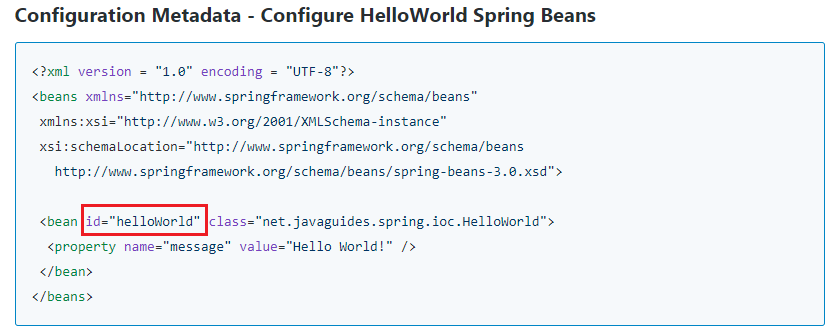 Configuration Metadata - Configure HelloWorld Spring Beans
<?xml version = "1.0" encoding = "UTF-8"?>
<beans xmlns="http://www.springframework.org/schema/beans"
xmlns:xsi="http://www.w3.org/2001/XMLSchema-instance"
xsi:schemaLocation="http://www.springframework.org/schema/beans
http://www.springframework.org/schema/beans/spring-beans-3.0.xsd">
<bean id="helloWorld" class="net.javaguides.spring.ioc.HelloWorld">
<property name="message" value="Hello World!" />
</bean>
</beans>